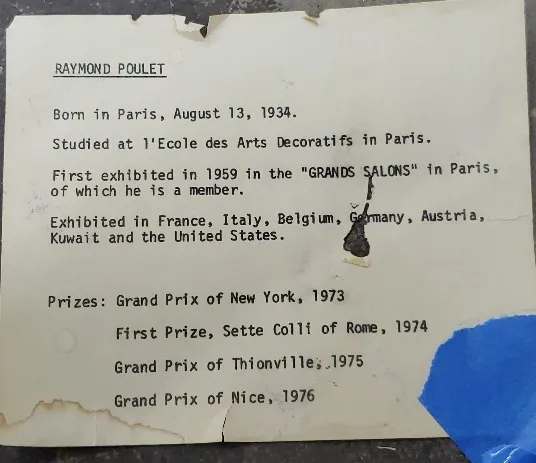 RAYMOND POULET
Born in Paris, August 13, 1934.
Studied at l'Ecole des Arts Decoratifs in Paris.
First exhibited in 1959 in the "GRANDS SALONS" in Paris,
of which he is a member.
Exhibited in France, Italy, Belgium, Germany, Austria,
Kuwait and the United States.
Prizes: Grand Prix of New York, 1973
First Prize, Sette Colli of Rome, 1974
Grand Prix of Thionville, 1975
Grand Prix of Nice, 1976